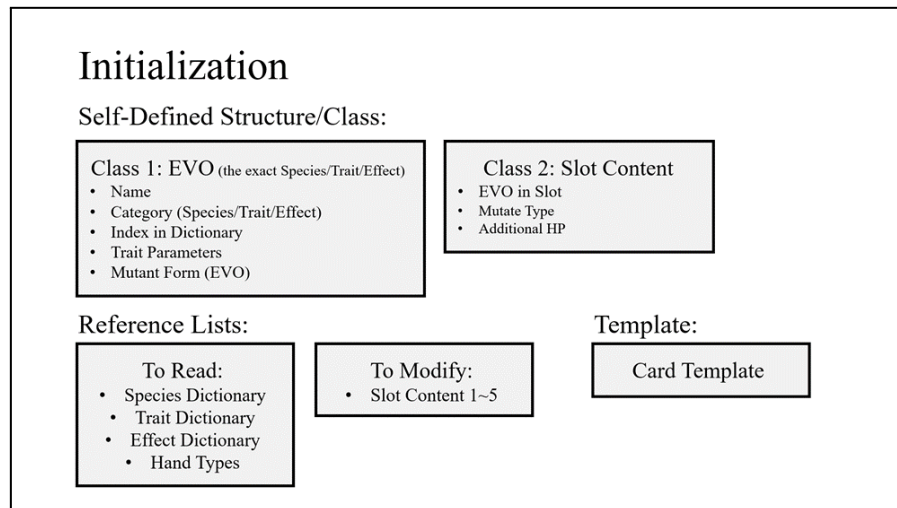 Initialization
Self-Defined Structure/Class:
Class 1: EVO (the exact Species/Trait/Effect)
• Name
• Category (Species/Trait/Effect)
• Index in Dictionary
• Trait Parameters
• Mutant Form (EVO)
Class 2: Slot Content
• EVO in Slot
• Mutate Type
• Additional HP
Reference Lists:
To Read:
• Species Dictionary
• Trait Dictionary
• Effect Dictionary
• Hand Types
To Modify:
• Slot Content 1~5
Template:
Card Template